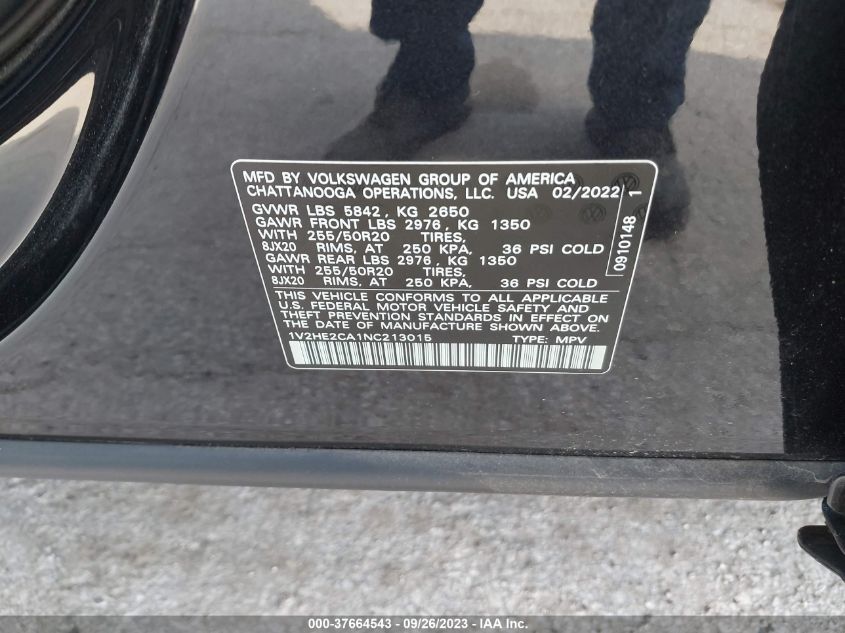 MFD BY VOLKSWAGEN GROUP OF AMERICA
CHATTANOOGA OPERATIONS, LLC. USA 02/2022
GVWR LBS 5842, KG 2650
GAWR FRONT LBS 2976, KG 1350
WITH 255/50R20 TIRES,
8JX20 RIMS, AT 250 KPA, 36 PSI COLD
GAWR REAR LBS 2976, KG 1350
WITH 255/50R20 TIRES,
8JX20 RIMS, AT 250 KPA, 36 PSI COLD
THIS VEHICLE CONFORMS TO ALL APPLICABLE
U.S. FEDERAL MOTOR VEHICLE SAFETY AND
THEFT PREVENTION STANDARDS IN EFFECT ON
THE DATE OF MANUFACTURE SHOWN ABOVE.
1V2HE2CA1NC213015 TYPE: MPV
0910148 1
000-37664543 - 09/26/2023 - © IAA Inc.